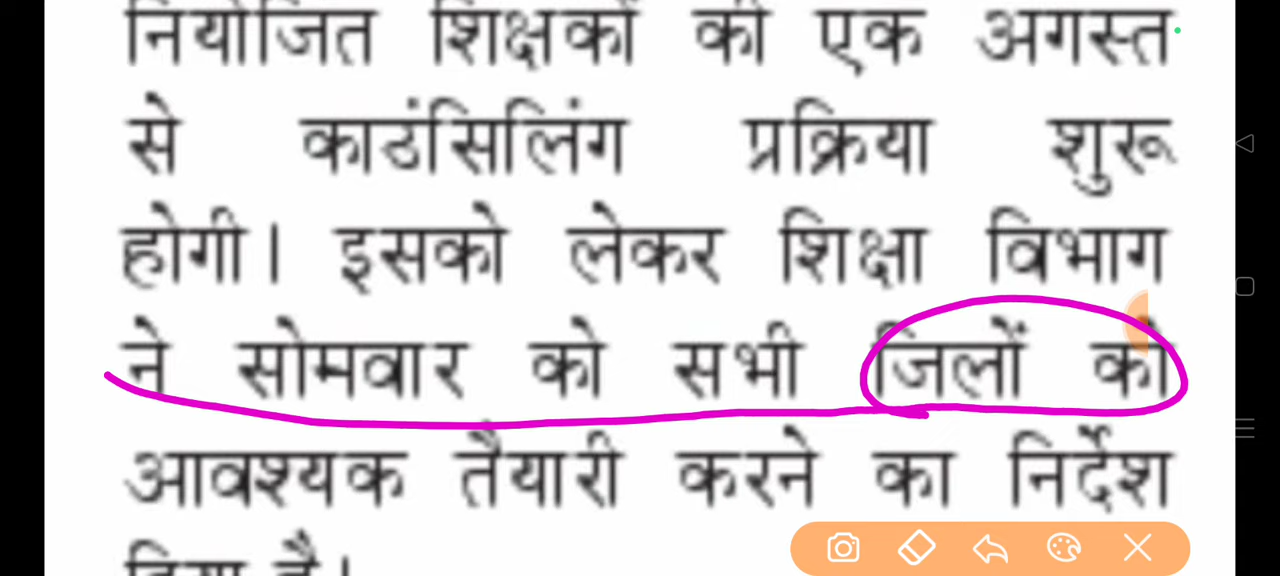 नियोजित शिक्षकों की एक अगस्त
से काउंसिलिंग प्रक्रिया शुरू
होगी। इसको लेकर शिक्षा विभाग
ने सोमवार को सभी जिलों को
आवश्यक तैयारी करने का निर्देश
दिया है।